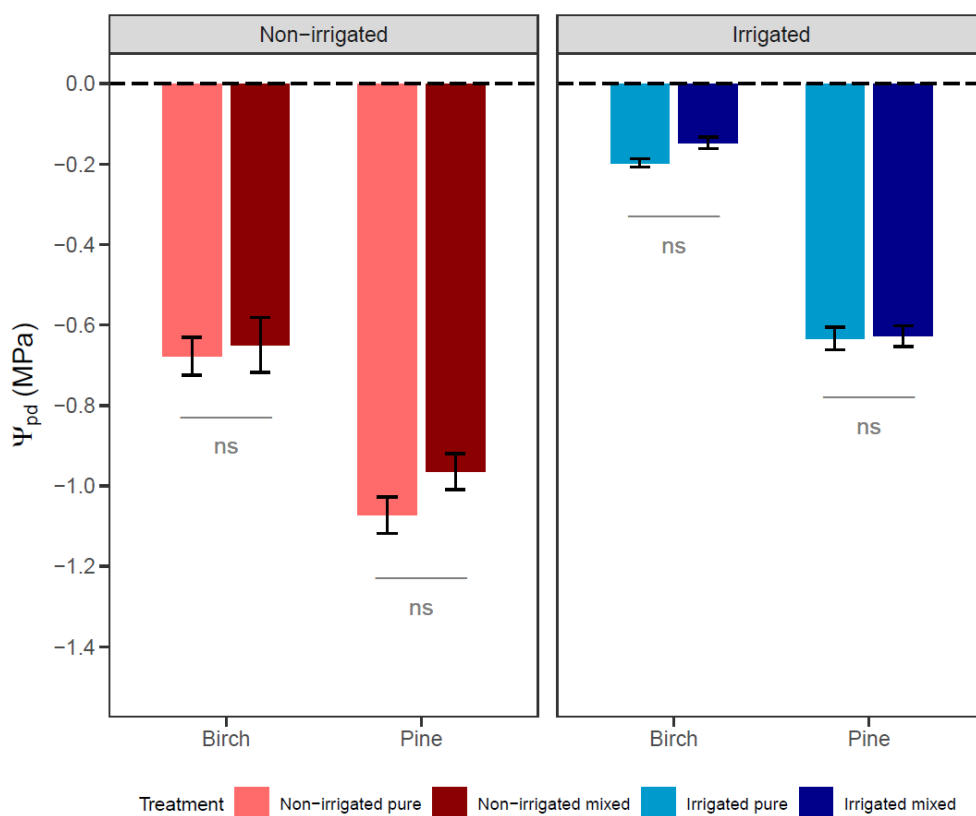 Non−irrigated
Irrigated
Ψpd (MPa)
0.0
−0.2
−0.4
−0.6
−0.8
−1.0
−1.2
−1.4
ns
ns
ns
ns
Birch
Pine
Birch
Pine
Treatment Non−irrigated pure Non−irrigated mixed Irrigated pure Irrigated mixed